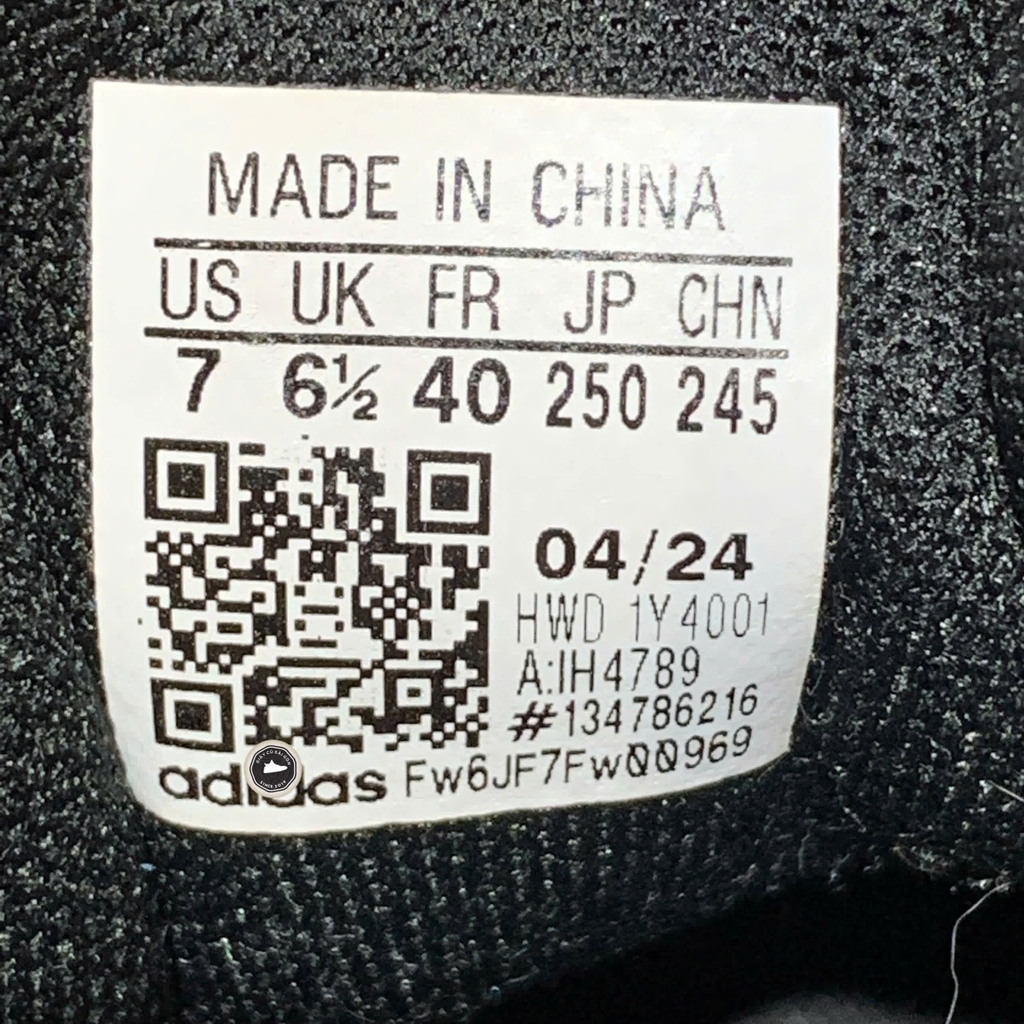 MADE IN CHINA
US UK FR JP CHN
7 6½ 40 250 245
04/24
HWD 1Y4001
A:IH4789
#134786216
adidas Fw6JF7Fw00969